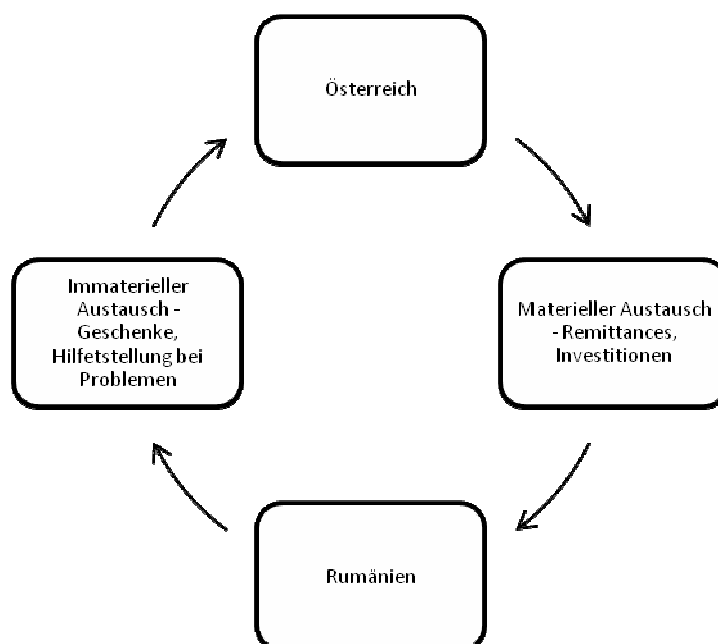 Österreich
Immaterieller
Austausch -
Geschenke,
Hilfetstellung bei
Problemen
Materieller Austausch
- Remittances,
Investitionen
Rumänien